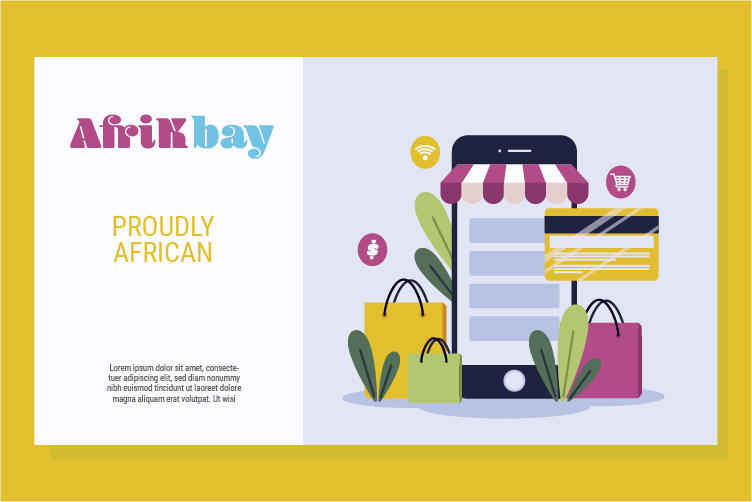 AfriKbay
PROUDLY
AFRICAN
Lorem ipsum dolor sit amet, consecte-
tuer adipiscing elit, sed diam nonummy
nibh euismod tincidunt ut laoreet dolore
magna aliquam erat volutpat. Ut wisi
$